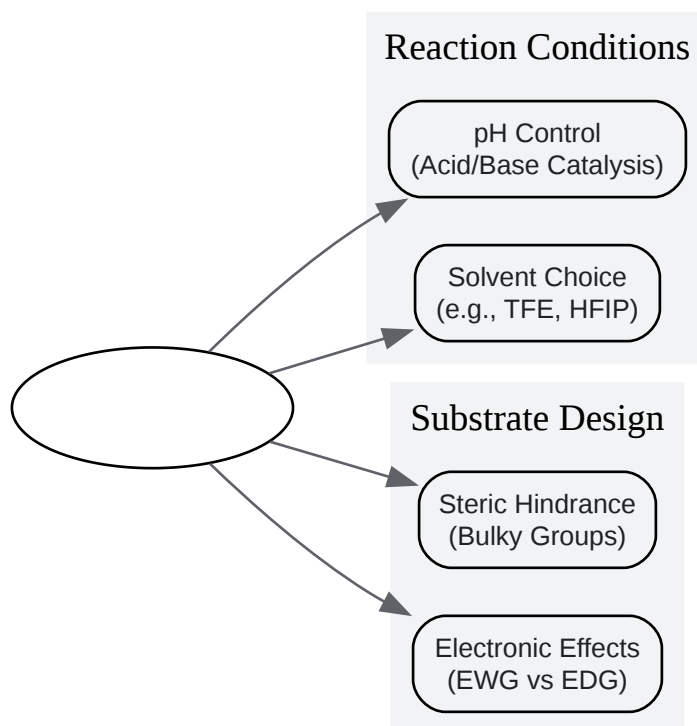 Reaction Conditions
pH Control
(Acid/Base Catalysis)
Solvent Choice
(e.g., TFE, HFIP)
Substrate Design
Steric Hindrance
(Bulky Groups)
Electronic Effects
(EWG vs EDG)